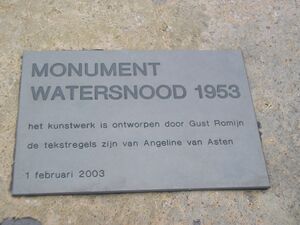 MONUMENT
WATERSNOOD 1953
het kunstwerk is ontworpen door Gust Romijn
de tekstregels zijn van Angeline van Asten
1 februari 2003